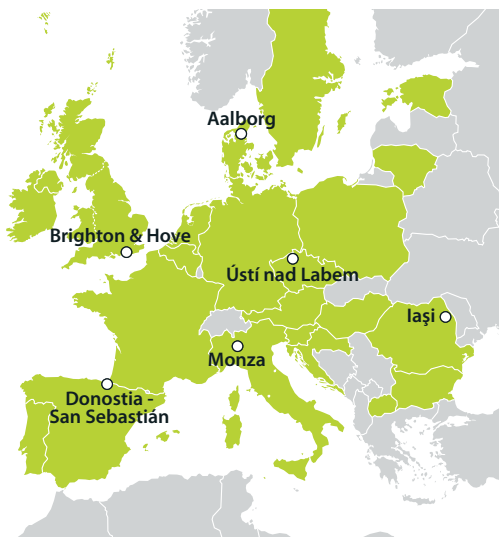 Aalborg
Brighton & Hove
Ústí nad Labem
Iaşi
Monza
Donostia -
San Sebastián